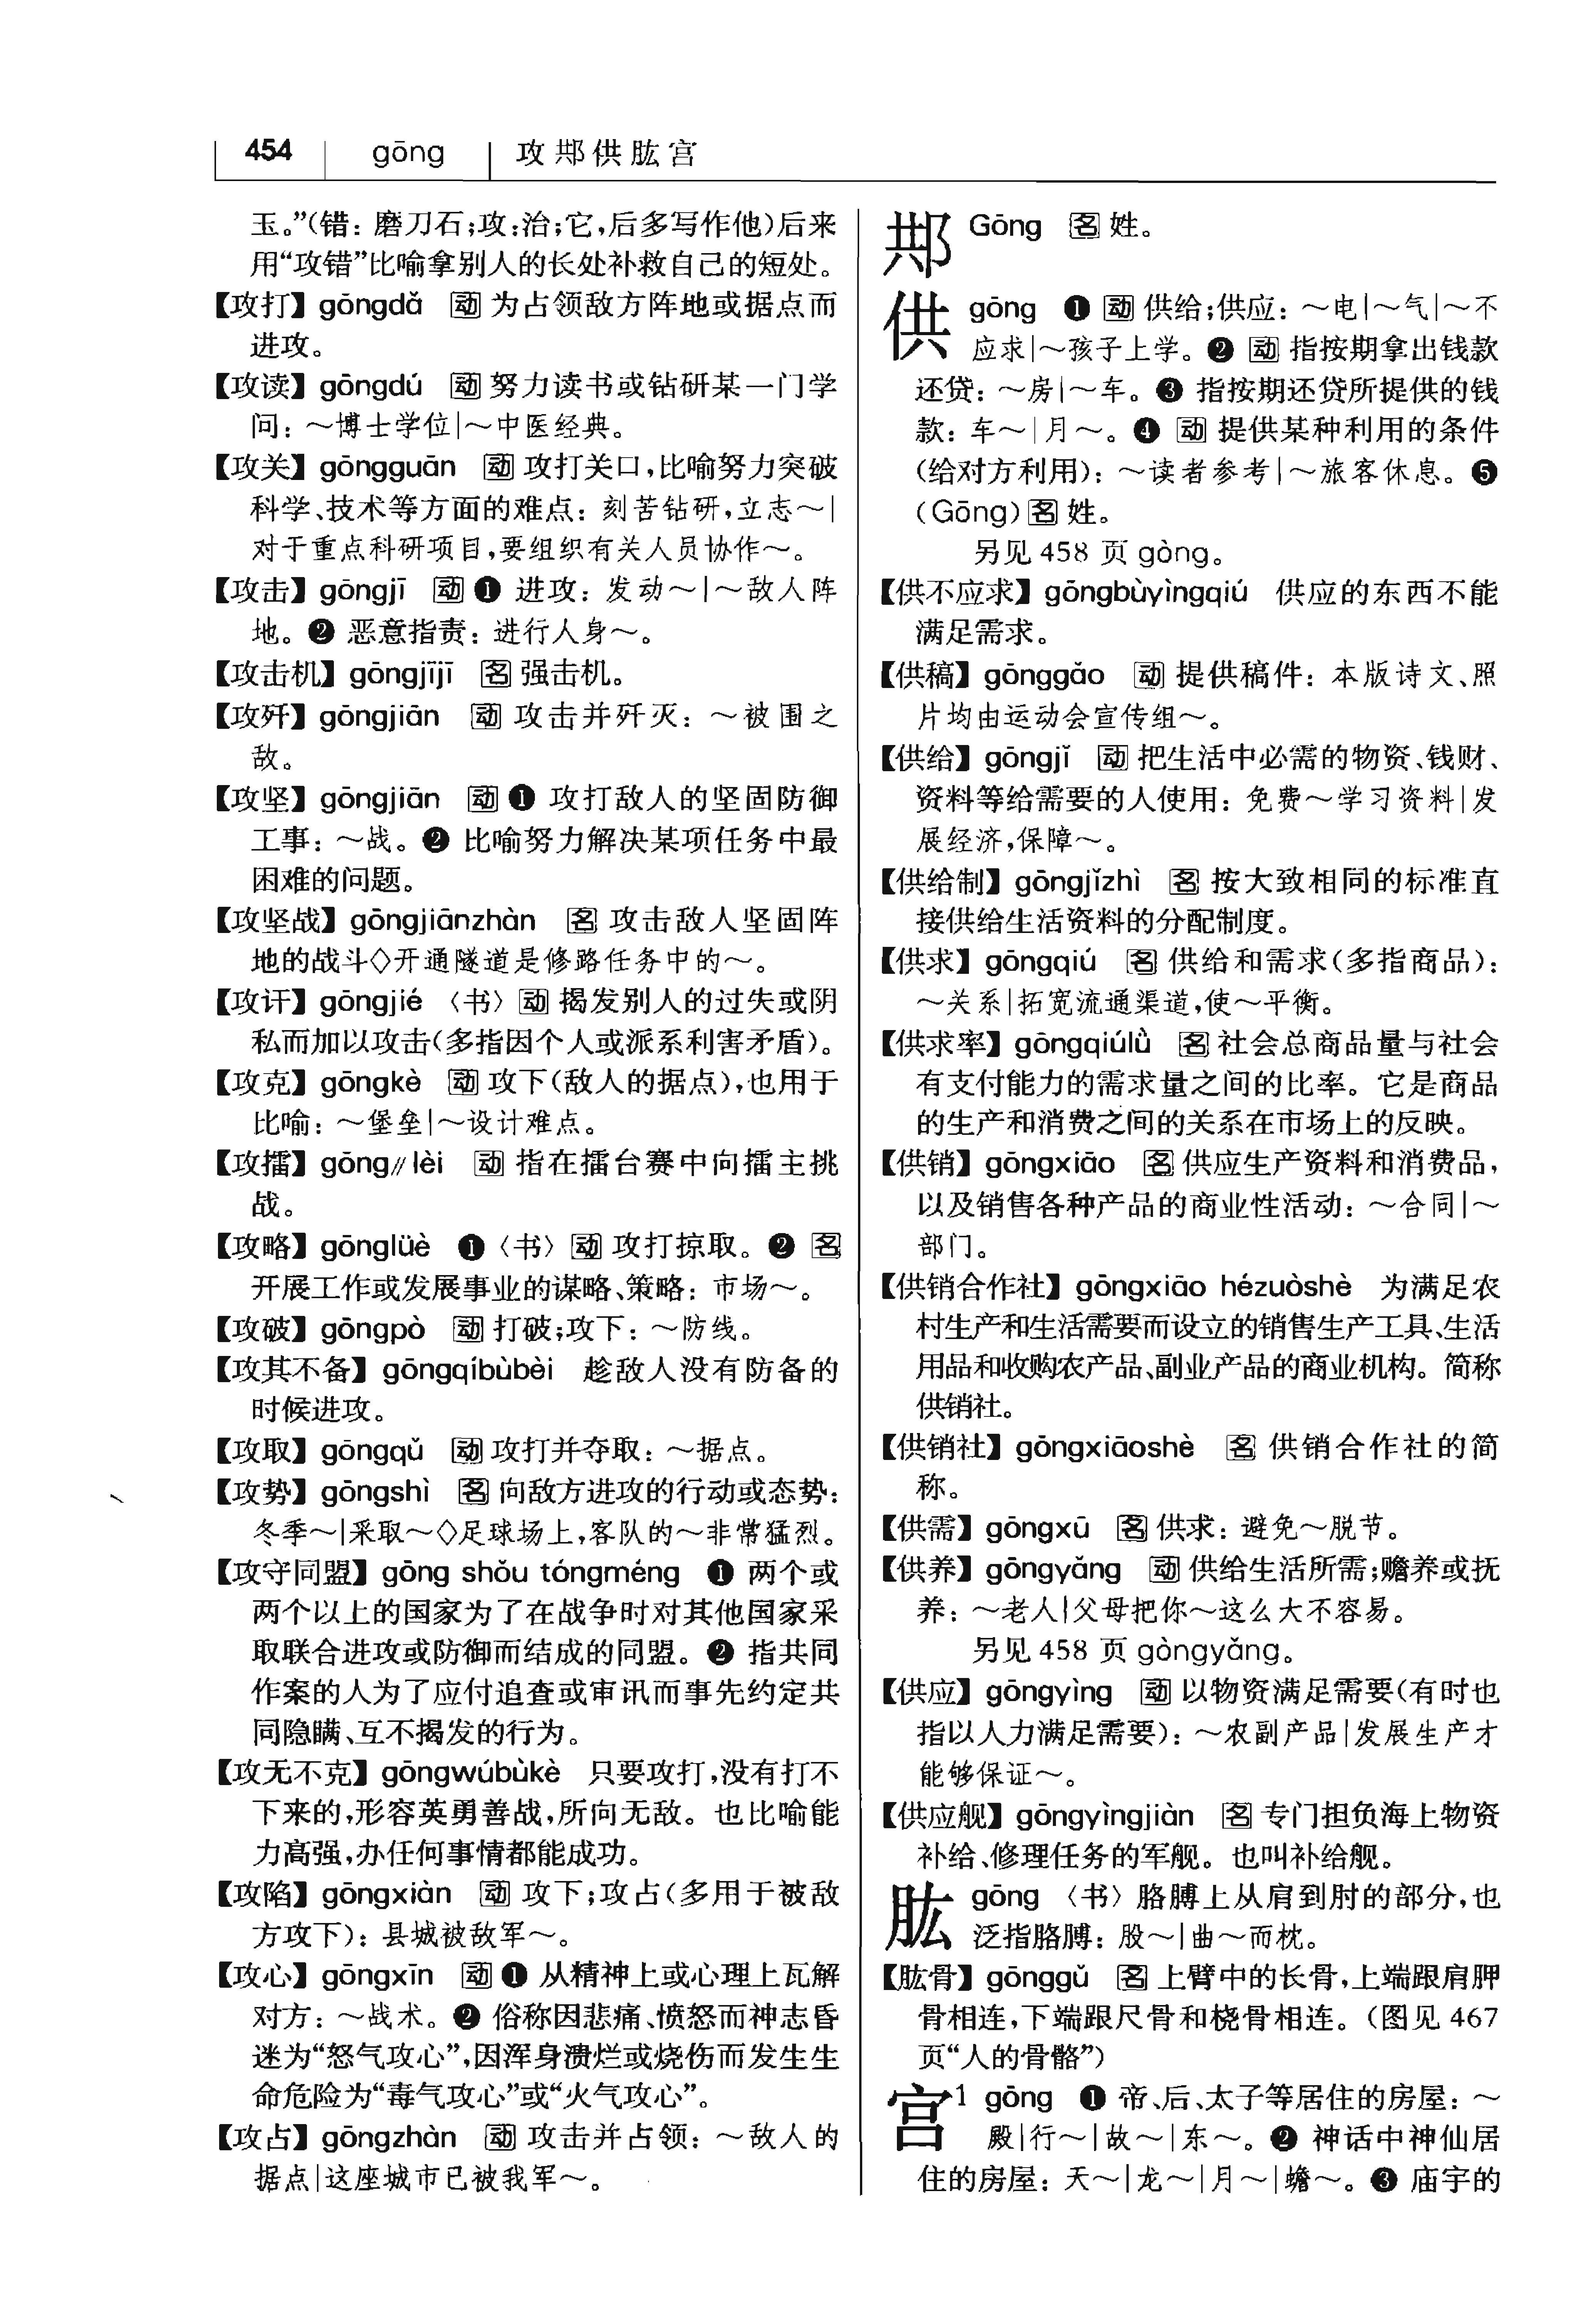 454 gōng 攻㓋供肱宫
玉。”(错：磨刀石；攻：治；它，后多写作他)后来
用“攻错”比喻拿别人的长处补救自己的短处。
【攻打】gōngdǎ 动 为占领敌方阵地或据点而
进攻。
【攻读】gōngdú 动 努力读书或钻研某一门学
问：～博士学位|～中医经典。
【攻关】gōngguān 动 攻打关口，比喻努力突破
科学、技术等方面的难点：刻苦钻研，立志～|
对于重点科研项目，要组织有关人员协作～。
【攻击】gōngjī 动 ❶ 进攻：发动～|～敌人阵
地。❷ 恶意指责：进行人身～。
【攻击机】gōngjījī 名 强击机。
【攻歼】gōngjiān 动 攻击并歼灭：～被围之
敌。
【攻坚】gōngjiān 动 ❶ 攻打敌人的坚固防御
工事：～战。❷ 比喻努力解决某项任务中最
困难的问题。
【攻坚战】gōngjiānzhàn 名 攻击敌人坚固阵
地的战斗◇开通隧道是修路任务中的～。
【攻讦】gōngjié 〈书〉动 揭发别人的过失或阴
私而加以攻击(多指因个人或派系利害矛盾)。
【攻克】gōngkè 动 攻下(敌人的据点)，也用于
比喻：～堡垒|～设计难点。
【攻擂】gōng//lèi 动 指在擂台赛中向擂主挑
战。
【攻略】gōnglüè ❶〈书〉动 攻打掠取。❷ 名
开展工作或发展事业的谋略、策略：市场～。
【攻破】gōngpò 动 打破；攻下：～防线。
【攻其不备】gōngqíbùbèi 趁敌人没有防备的
时候进攻。
【攻取】gōngqǔ 动 攻打并夺取：～据点。
【攻势】gōngshì 名 向敌方进攻的行动或态势：
冬季～|采取～◇足球场上，客队的～非常猛烈。
【攻守同盟】gōng shǒu tóngméng ❶ 两个或
两个以上的国家为了在战争时对其他国家采
取联合进攻或防御而结成的同盟。❷ 指共同
作案的人为了应付追查或审讯而事先约定共
同隐瞒、互不揭发的行为。
【攻无不克】gōngwúbùkè 只要攻打，没有打不
下来的，形容英勇善战，所向无敌。也比喻能
力高强，办任何事情都能成功。
【攻陷】gōngxiàn 动 攻下；攻占(多用于被敌
方攻下)：县城被敌军～。
【攻心】gōngxīn 动 ❶ 从精神上或心理上瓦解
对方：～战术。❷ 俗称因悲痛、愤怒而神志昏
迷为“怒气攻心”，因浑身溃烂或烧伤而发生生
命危险为“毒气攻心”或“火气攻心”。
【攻占】gōngzhàn 动 攻击并占领：～敌人的
据点|这座城市已被我军～。
Gōng 名 姓。
供 gōng ❶ 动 供给；供应：～电|～气|～不
应求|～孩子上学。❷ 动 指按期拿出钱款
还贷：～房|～车。❸ 指按期还贷所提供的钱
款：车～|月～。❹ 动 提供某种利用的条件
(给对方利用)：～读者参考|～旅客休息。❺
(Gōng) 名 姓。
另见 458 页 gòng。
【供不应求】gōngbùyìngqiú 供应的东西不能
满足需求。
【供稿】gōnggǎo 动 提供稿件：本版诗文、照
片均由运动会宣传组～。
【供给】gōngjǐ 动 把生活中必需的物资、钱财、
资料等给需要的人使用：免费～学习资料|发
展经济，保障～。
【供给制】gōngjǐzhì 名 按大致相同的标准直
接供给生活资料的分配制度。
【供求】gōngqiú 名 供给和需求(多指商品)：
～关系|拓宽流通渠道，使～平衡。
【供求率】gōngqiúlǜ 名 社会总商品量与社会
有支付能力的需求量之间的比率。它是商品
的生产和消费之间的关系在市场上的反映。
【供销】gōngxiāo 名 供应生产资料和消费品，
以及销售各种产品的商业性活动：～合同|～
部门。
【供销合作社】gōngxiāo hézuòshè 为满足农
村生产和生活需要而设立的销售生产工具、生活
用品和收购农产品、副业产品的商业机构。简称
供销社。
【供销社】gōngxiāoshè 名 供销合作社的简
称。
【供需】gōngxū 名 供求：避免～脱节。
【供养】gōngyǎng 动 供给生活所需；赡养或抚
养：～老人|父母把你～这么大不容易。
另见 458 页 gòngyǎng。
【供应】gōngyìng 动 以物资满足需要(有时也
指以人力满足需要)：～农副产品|发展生产才
能够保证～。
【供应舰】gōngyìngjiàn 名 专门担负海上物资
补给、修理任务的军舰。也叫补给舰。
肱 gōng 〈书〉胳膊上从肩到肘的部分，也
泛指胳膊：股～|曲～而枕。
【肱骨】gōnggǔ 名 上臂中的长骨，上端跟肩胛
骨相连，下端跟尺骨和桡骨相连。(图见 467
页“人的骨骼”)
宫¹ gōng ❶ 帝、后、太子等居住的房屋：～
殿|行～|故～|东～。❷ 神话中神仙居
住的房屋：天～|龙～|月～|蟾～。❸ 庙宇的